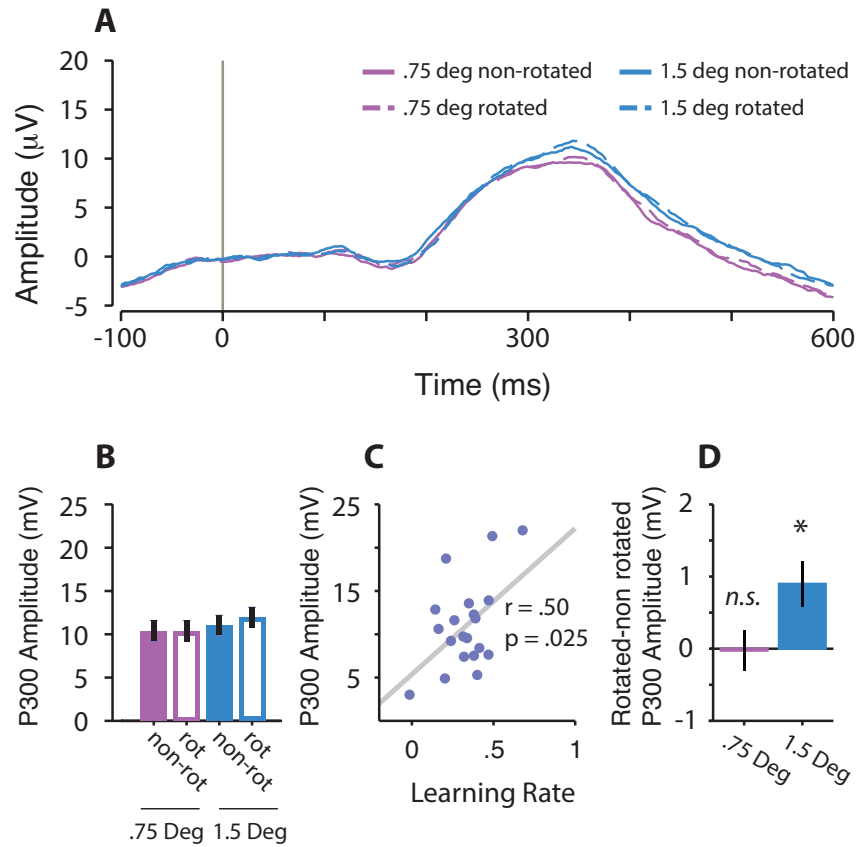 A
Amplitude (µV)
20
15
10
5
0
-5
.75 deg non-rotated
1.5 deg non-rotated
.75 deg rotated
1.5 deg rotated
-100
0
300
600
Time (ms)
B
P300 Amplitude (mV)
25
20
15
10
5
0
non-rot
rot
non-rot
rot
.75 Deg
1.5 Deg
C
P300 Amplitude (mV)
25
15
5
r = .50
p = .025
0
.5
1
Learning Rate
D
Rotated-non rotated
P300 Amplitude (mV)
2
1
0
-1
n.s.
*
.75 Deg
1.5 Deg